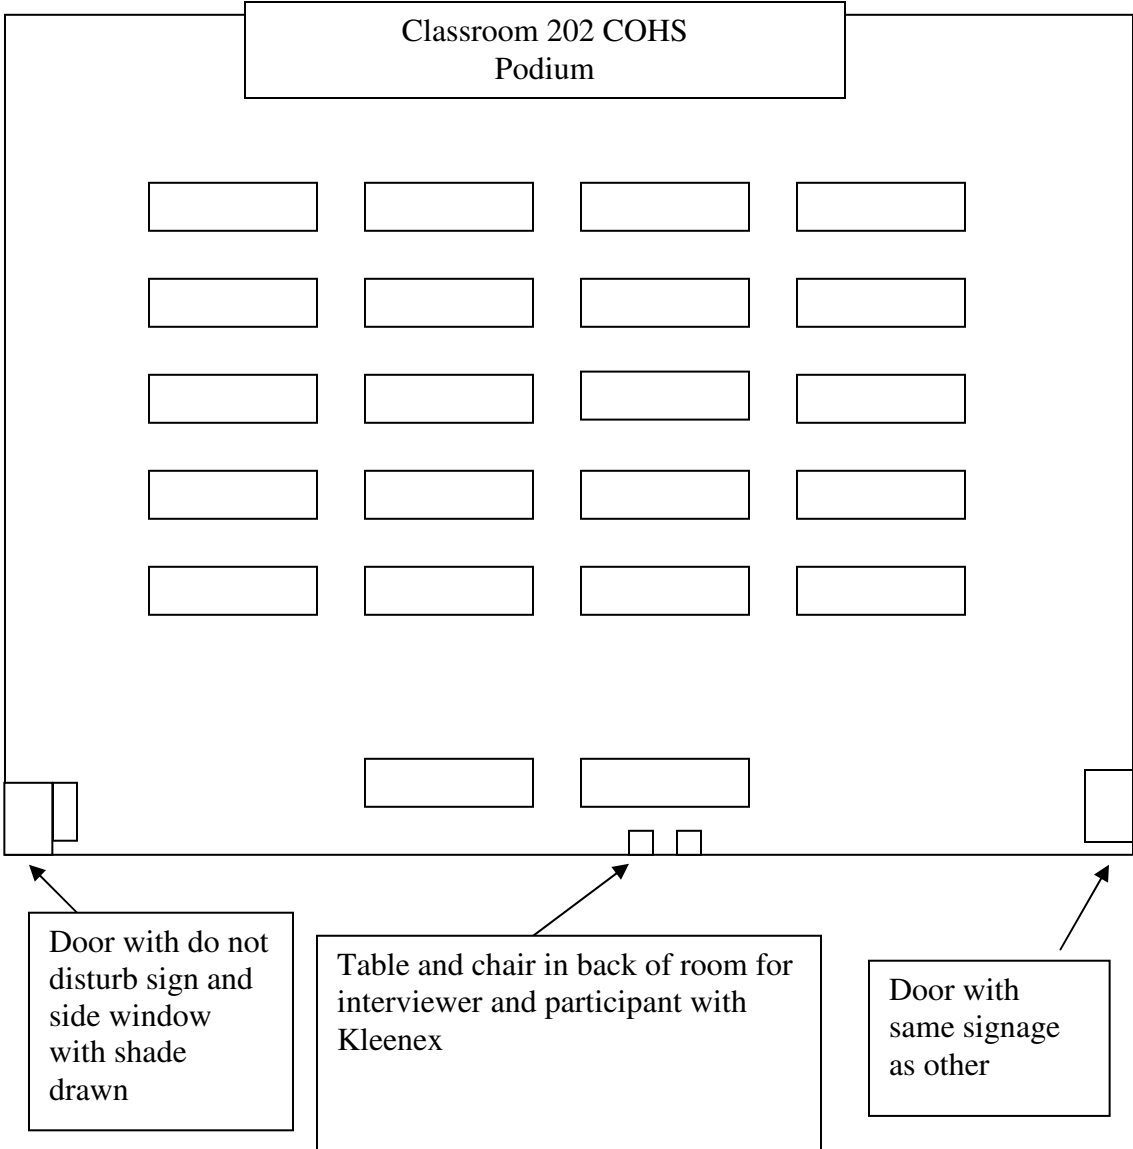 Classroom 202 COHS
Podium
Door with do not
disturb sign and
side window
with shade
drawn
Table and chair in back of room for
interviewer and participant with
Kleenex
Door with
same signage
as other